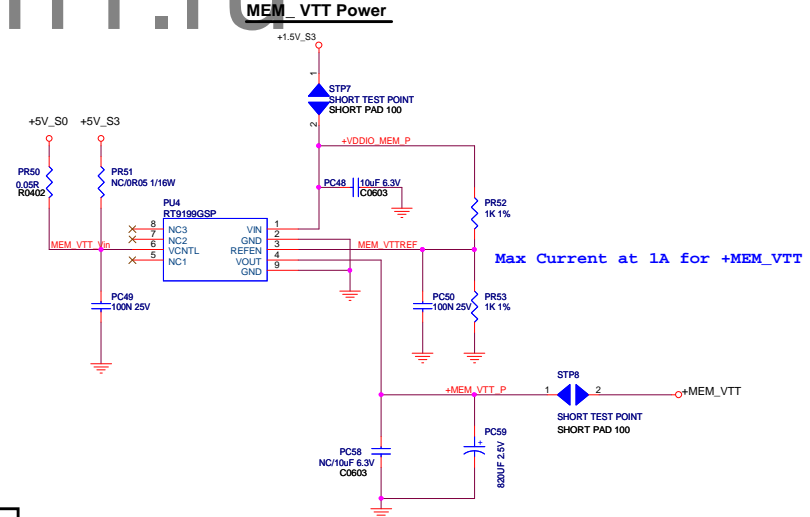 MEM_ VTT Power
+1.5V_S3
1
STP7
SHORT TEST POINT
SHORT PAD 100
2
+5V_S0 +5V_S3
+VDDIO_MEM_P
PR50
0.05R
R0402
PR51
NC/0R05 1/16W
PC48
10uF 6.3V
C0603
PU4
RT9199GSP
PR52
1K 1%
8 NC3 VIN 1
7 NC2 GND 2
MEM_VTT_Vin 6 VCNTL REFEN 3 MEM_VTTREF
5 NC1 VOUT 4
GND 9
Max Current at 1A for +MEM_VTT
PC49
100N 25V
PC50
100N 25V
PR53
1K 1%
STP8
+MEM_VTT_P 1 2 +MEM_VTT
SHORT TEST POINT
SHORT PAD 100
PC58
NC/10uF 6.3V
C0603
PC59
+
820UF 2.5V